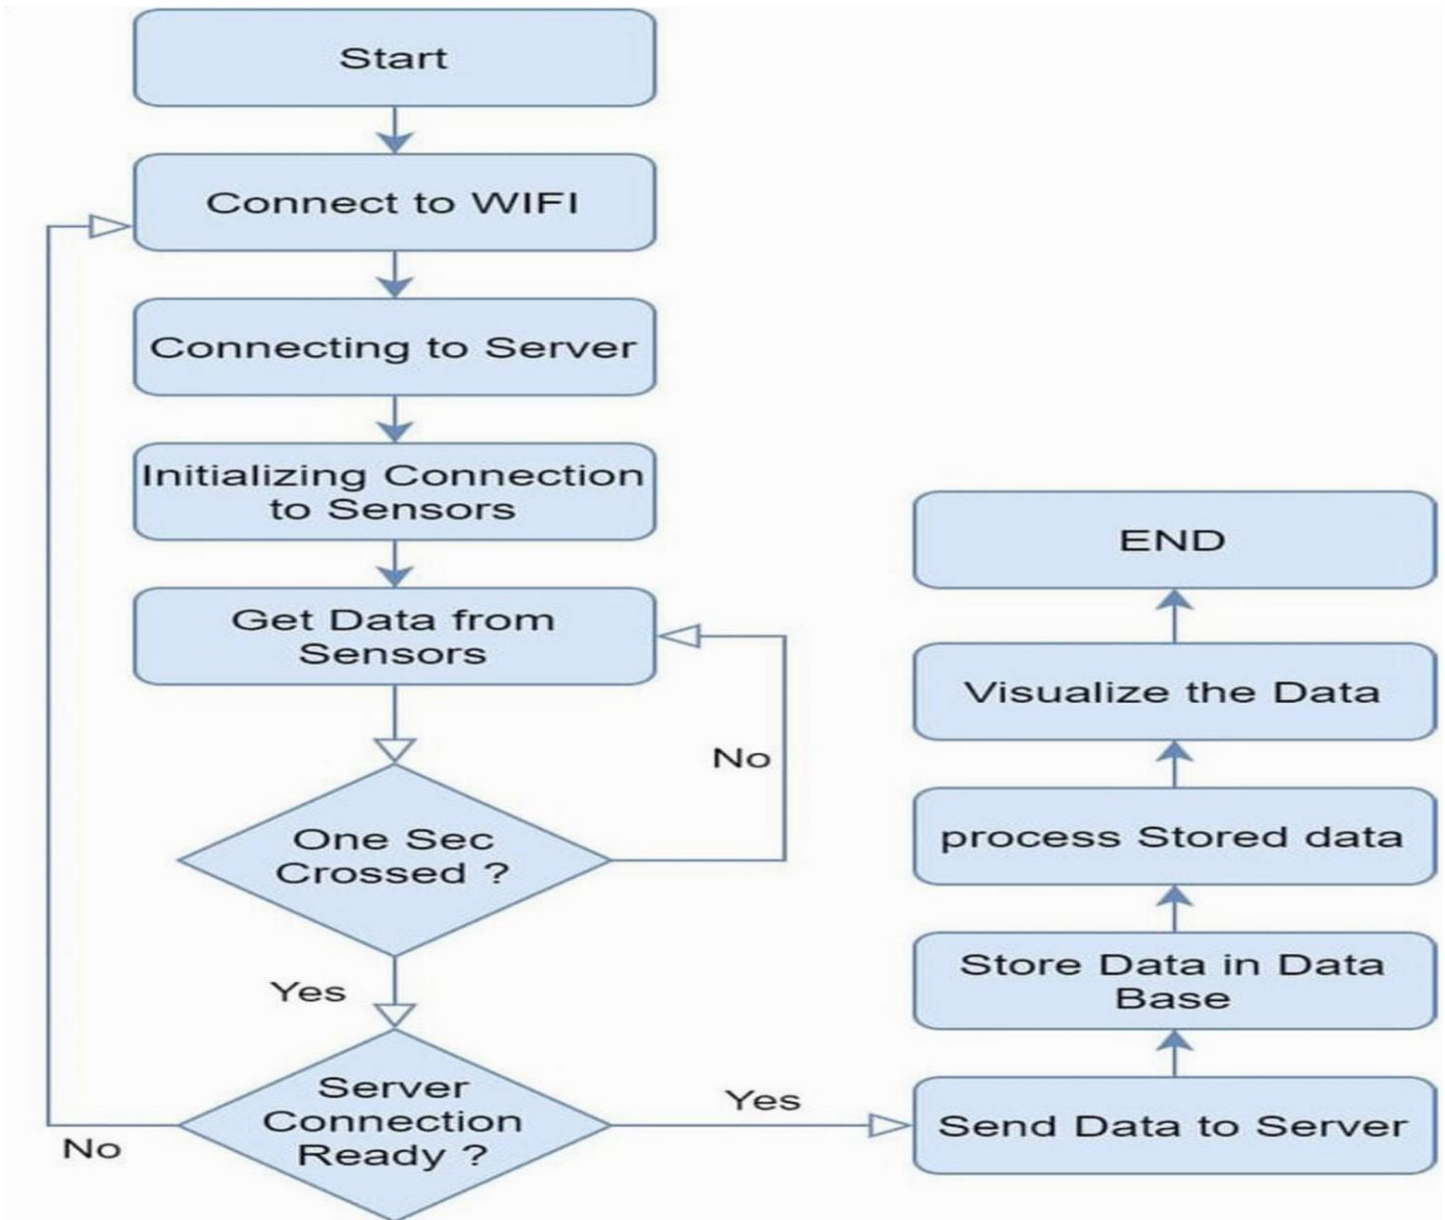 Start
Connect to WIFI
Connecting to Server
Initializing Connection
to Sensors
Get Data from
Sensors
No
One Sec
Crossed ?
Yes
Server
Connection
Ready ?
No
Yes
Send Data to Server
Store Data in Data
Base
process Stored data
Visualize the Data
END